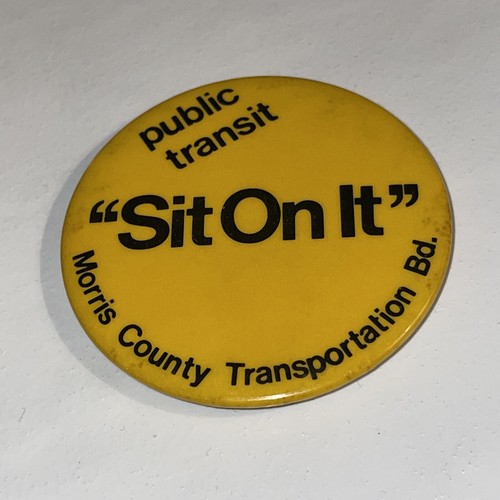 public
transit
“Sit On It”
Morris County Transportation Bd.